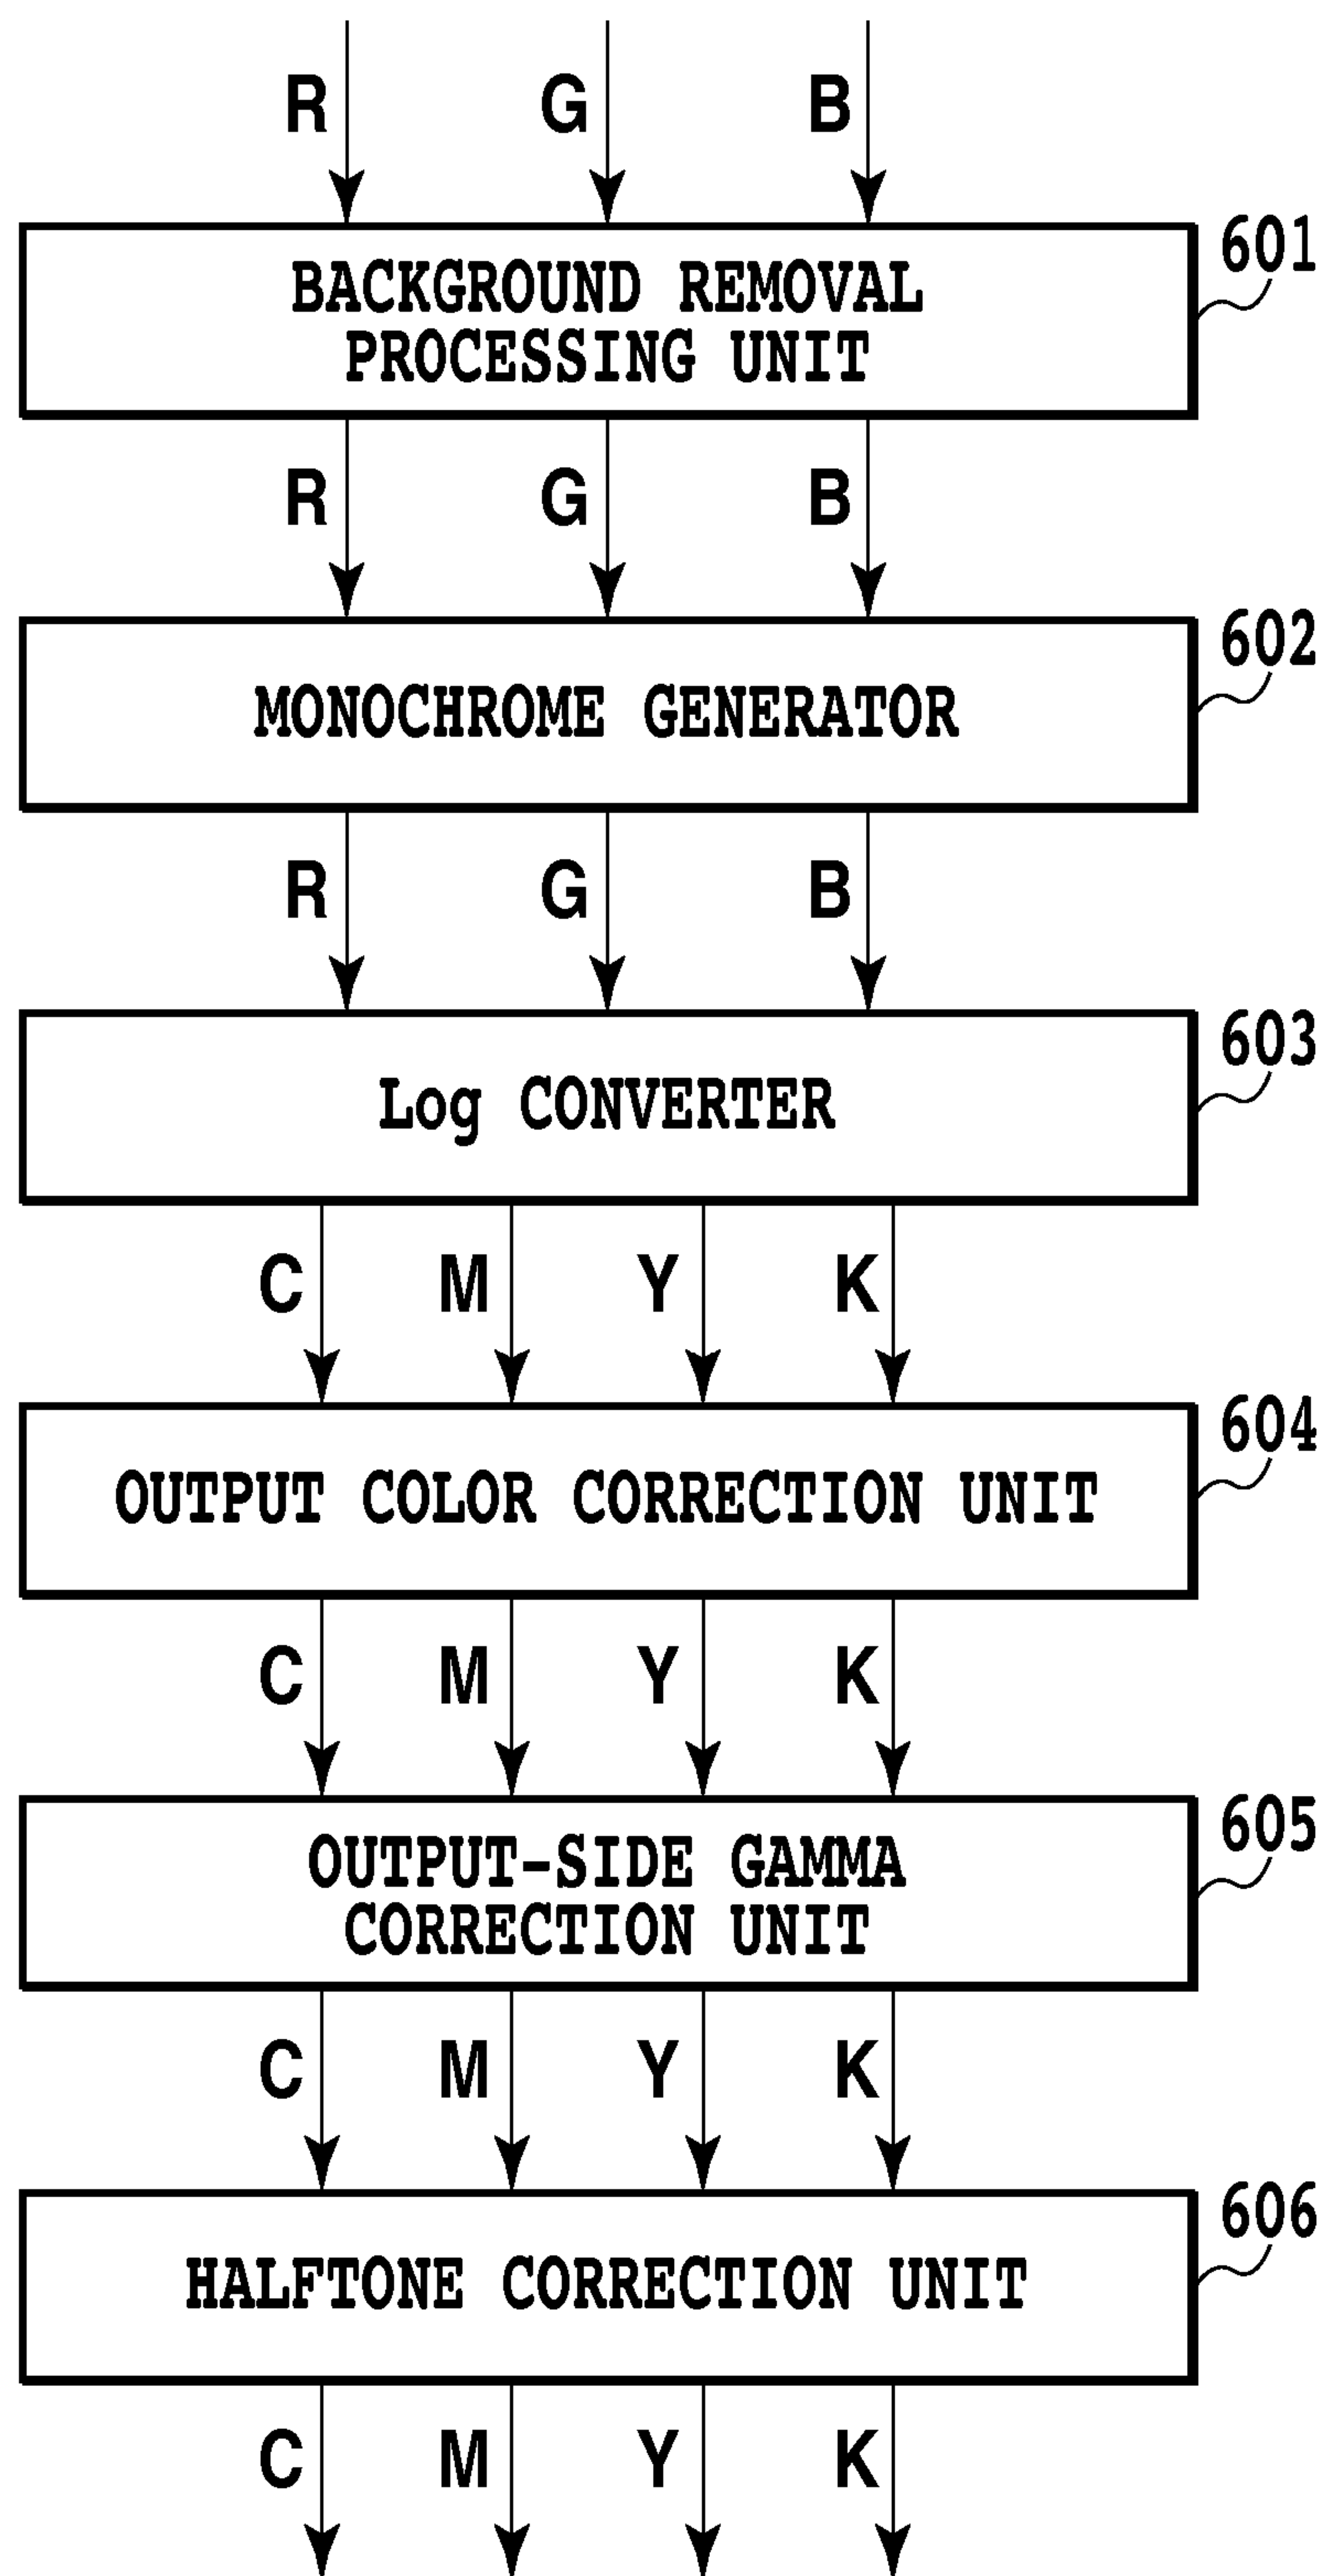 R G B
601
BACKGROUND REMOVAL
PROCESSING UNIT
R G B
602
MONOCHROME GENERATOR
R G B
603
Log CONVERTER
C M Y K
604
OUTPUT COLOR CORRECTION UNIT
C M Y K
605
OUTPUT-SIDE GAMMA
CORRECTION UNIT
C M Y K
606
HALFTONE CORRECTION UNIT
C M Y K